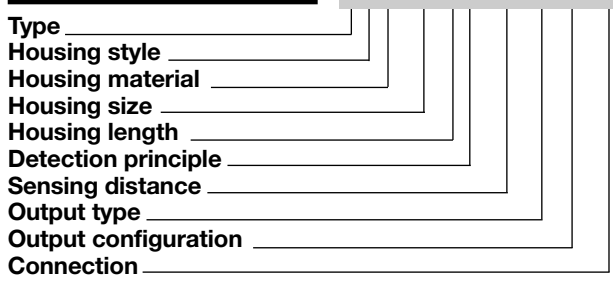 Type
Housing style
Housing material
Housing size
Housing length
Detection principle
Sensing distance
Output type
Output configuration
Connection